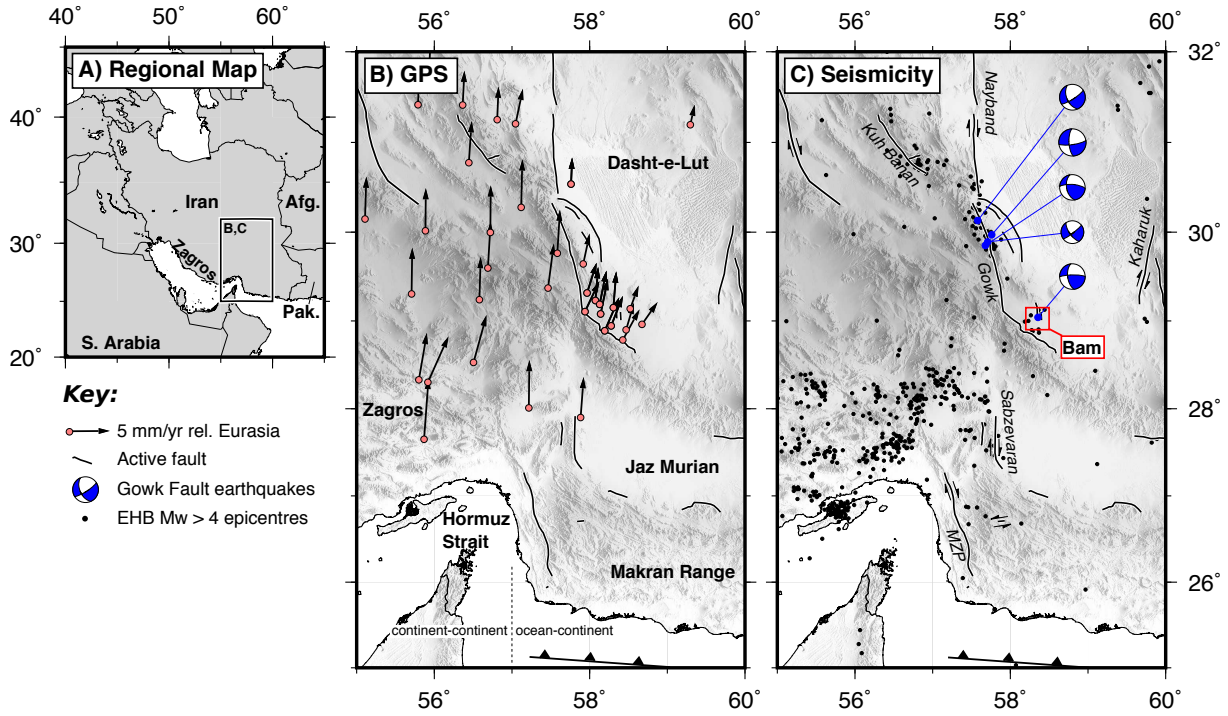 A) Regional Map
40˚
50˚
60˚
40˚
30˚
20˚
Iran
Afg.
B,C
Zagros
Pak.
S. Arabia
Key:
5 mm/yr rel. Eurasia
Active fault
Gowk Fault earthquakes
EHB Mw > 4 epicentres
B) GPS
56˚
58˚
60˚
Dasht-e-Lut
Zagros
Jaz Murian
Hormuz
Strait
Makran Range
continent-continent
ocean-continent
56˚
58˚
60˚
C) Seismicity
56˚
58˚
60˚
32˚
30˚
28˚
26˚
Nayband
Kuh-Banan
Gowk
Kaharuk
Bam
Sabzevaran
MZP
56˚
58˚
60˚